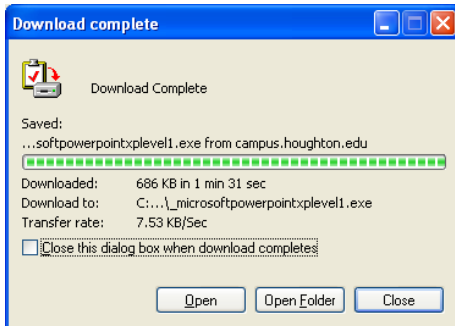 Download complete
Download Complete
Saved:
...softpowerpointxplevel1.exe from campus.houghton.edu
Downloaded: 686 KB in 1 min 31 sec
Download to: C:...\_microsoftpowerpointxplevel1.exe
Transfer rate: 7.53 KB/Sec
Close this dialog box when download completes
Open Open Folder Close